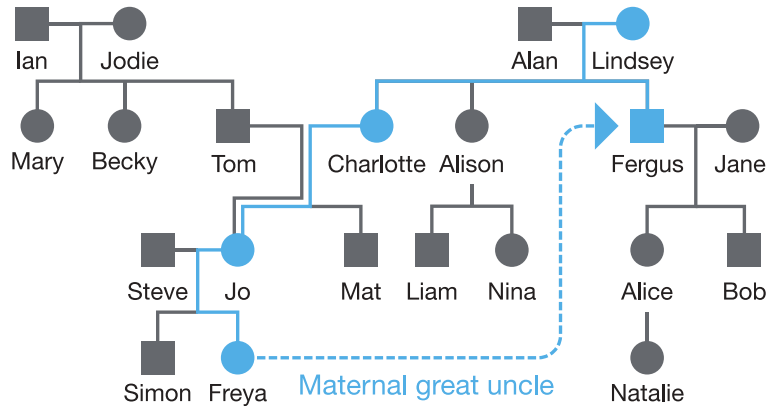 Ian Jodie Alan Lindsey
Mary Becky Tom Charlotte Alison Fergus Jane
Steve Jo Mat Liam Nina Alice Bob
Simon Freya Maternal great uncle Natalie